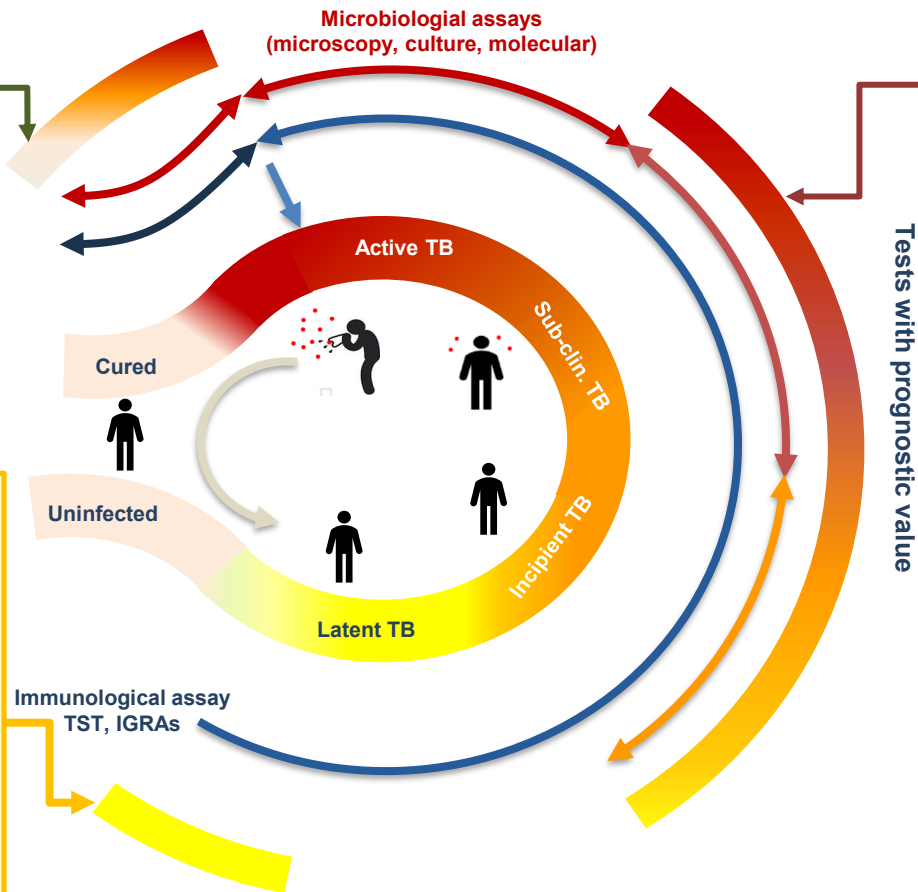 Microbiologial assays
(microscopy, culture, molecular)
Active TB
Sub-clin. TB
Tests with prognostic value
Cured
Uninfected
Incipient TB
Latent TB
Immunological assay
TST, IGRAs